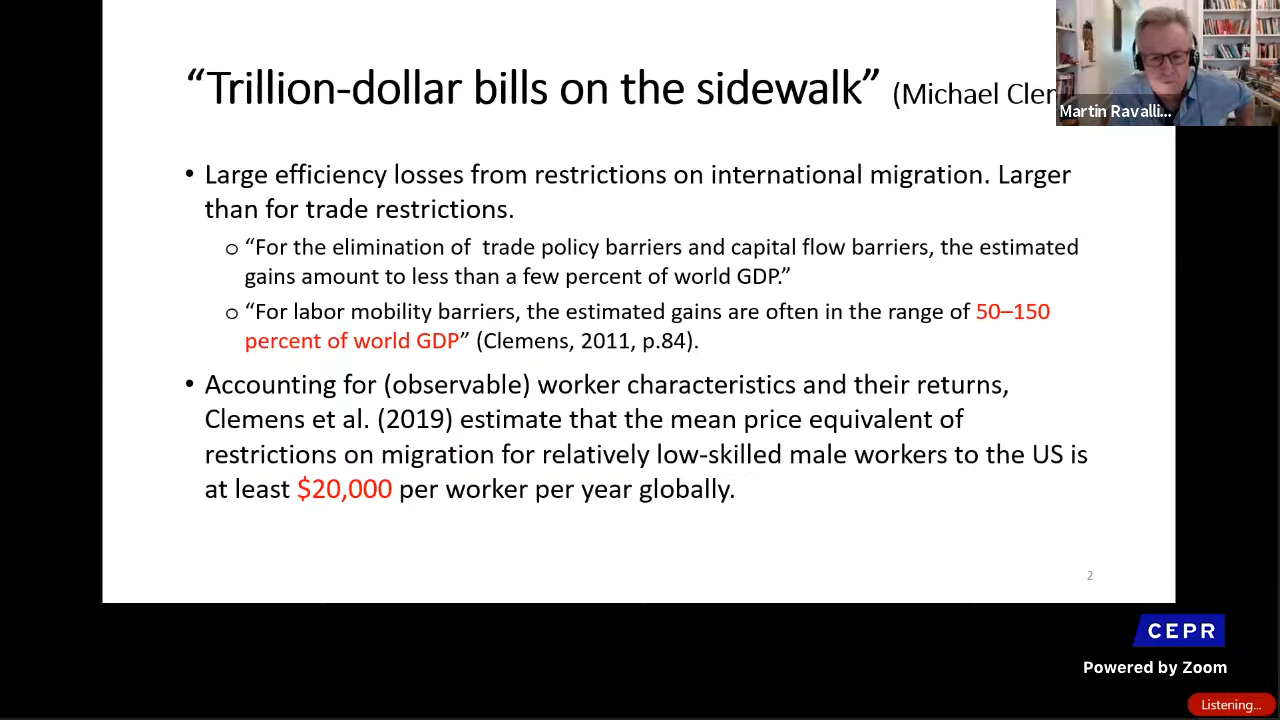 “Trillion-dollar bills on the sidewalk” (Michael Cler
Martin Ravalli...
• Large efficiency losses from restrictions on international migration. Larger
than for trade restrictions.
o “For the elimination of trade policy barriers and capital flow barriers, the estimated
gains amount to less than a few percent of world GDP.”
o “For labor mobility barriers, the estimated gains are often in the range of 50–150
percent of world GDP” (Clemens, 2011, p.84).
• Accounting for (observable) worker characteristics and their returns,
Clemens et al. (2019) estimate that the mean price equivalent of
restrictions on migration for relatively low-skilled male workers to the US is
at least $20,000 per worker per year globally.
2
CEPR
Powered by Zoom
Listening...